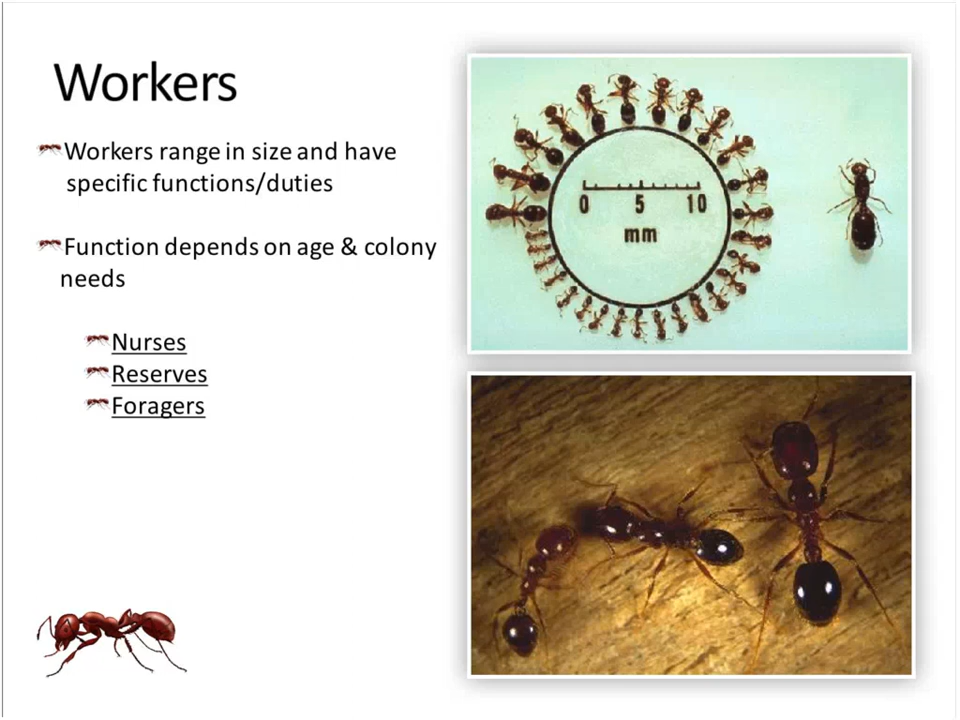 Workers
Workers range in size and have
specific functions/duties
Function depends on age & colony
needs
Nurses
Reserves
Foragers
0 5 10
mm